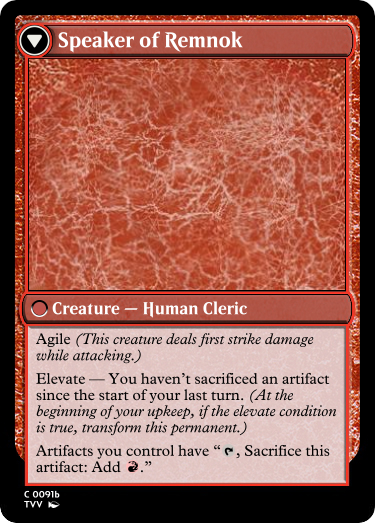 Speaker of Remnok
Creature — Human Cleric
Agile (This creature deals first strike damage
while attacking.)
Elevate — You haven't sacrificed an artifact
since the start of your last turn. (At the
beginning of your upkeep, if the elevate condition
is true, transform this permanent.)
Artifacts you control have “ , Sacrifice this
artifact: Add .”
C 0091b
TVV